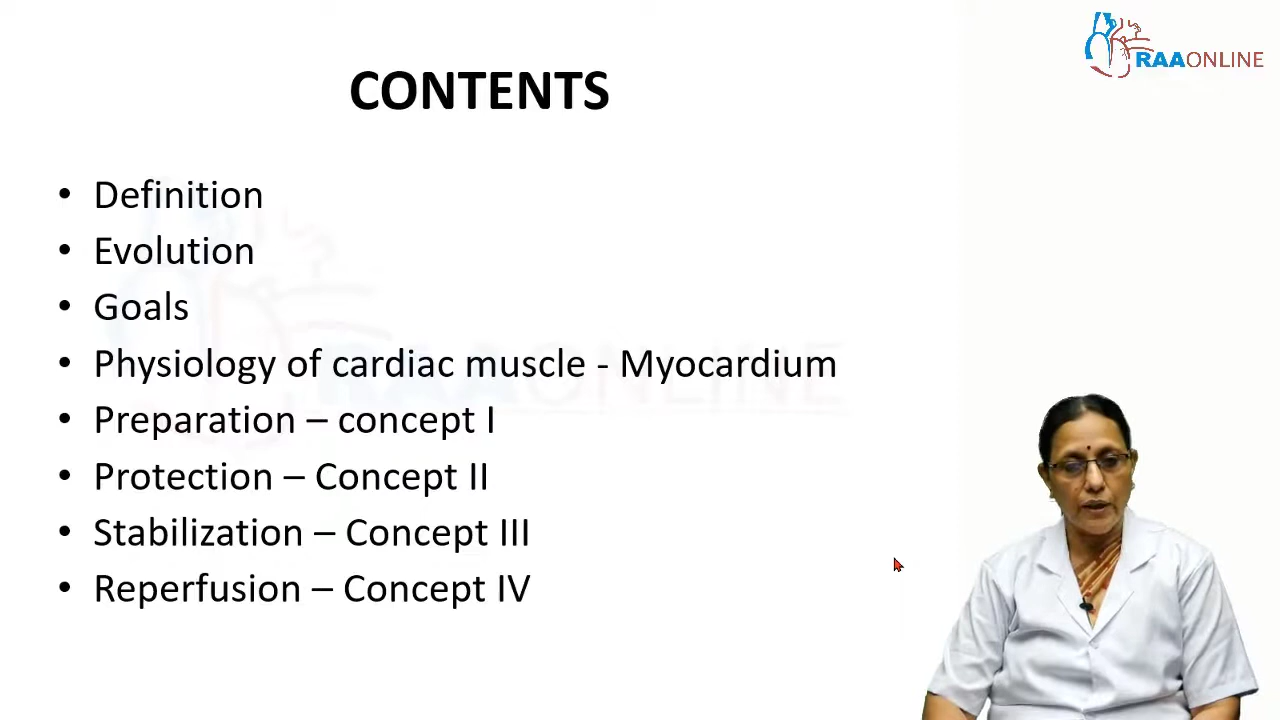 RAAONLINE
CONTENTS
• Definition
• Evolution
• Goals
• Physiology of cardiac muscle - Myocardium
• Preparation – concept I
• Protection – Concept II
• Stabilization – Concept III
• Reperfusion – Concept IV
RAAONLINE